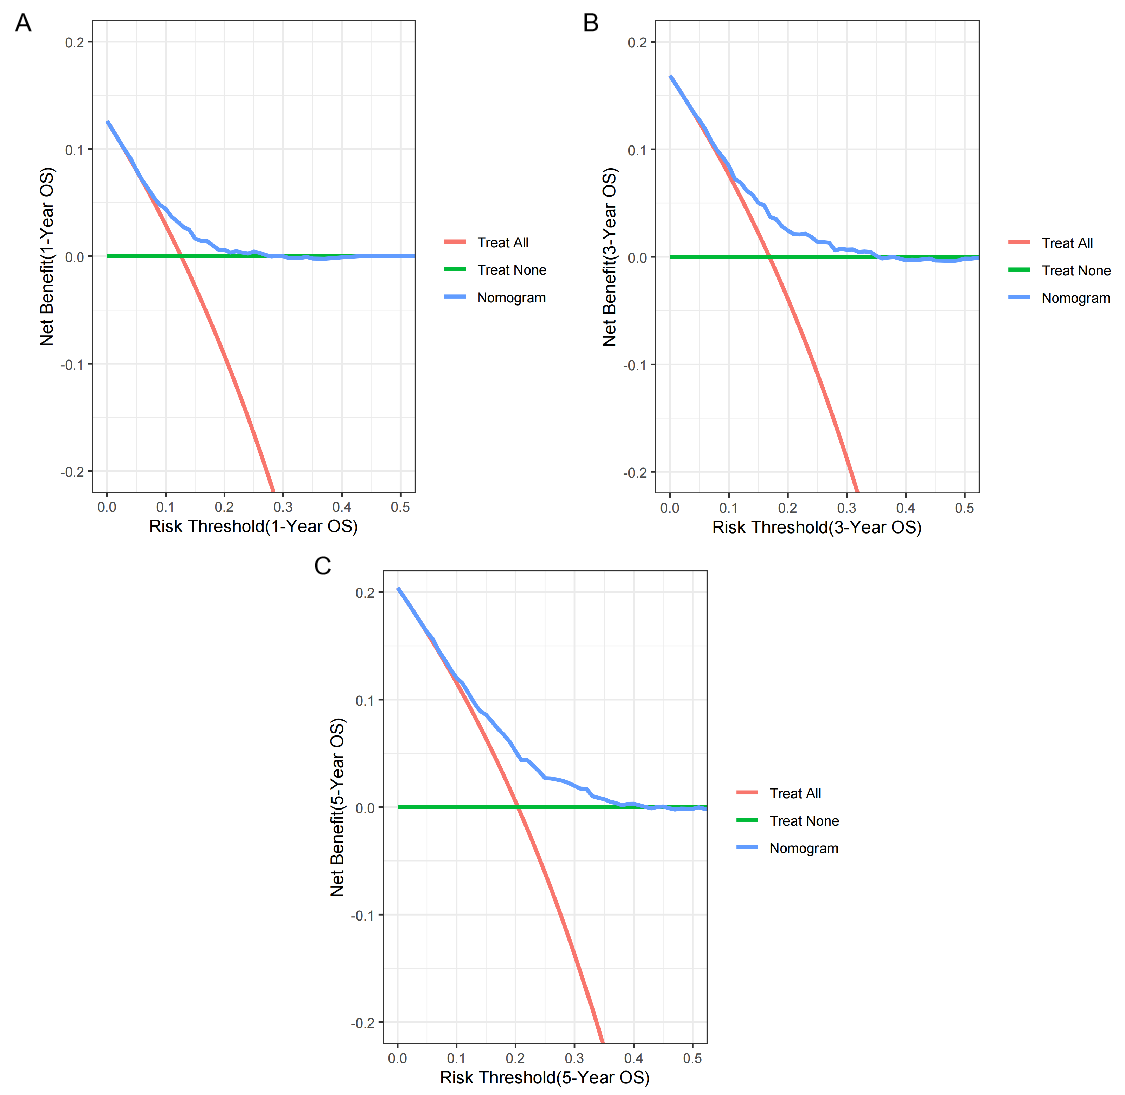 A
0.2
0.1
0.0
-0.1
-0.2
Net Benefit(1-Year OS)
0.0 0.1 0.2 0.3 0.4 0.5
Risk Threshold(1-Year OS)
Treat All
Treat None
Nomogram
B
0.2
0.1
0.0
-0.1
-0.2
Net Benefit(3-Year OS)
0.0 0.1 0.2 0.3 0.4 0.5
Risk Threshold(3-Year OS)
Treat All
Treat None
Nomogram
C
0.2
0.1
0.0
-0.1
-0.2
Net Benefit(5-Year OS)
0.0 0.1 0.2 0.3 0.4 0.5
Risk Threshold(5-Year OS)
Treat All
Treat None
Nomogram